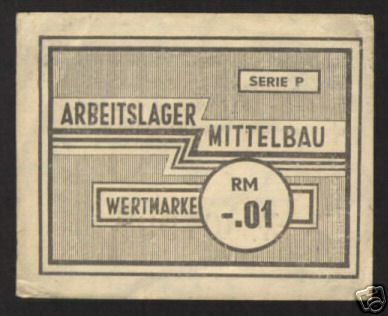 SERIE P
ARBEITSLAGER
MITTELBAU
WERTMARKE
RM
-.01